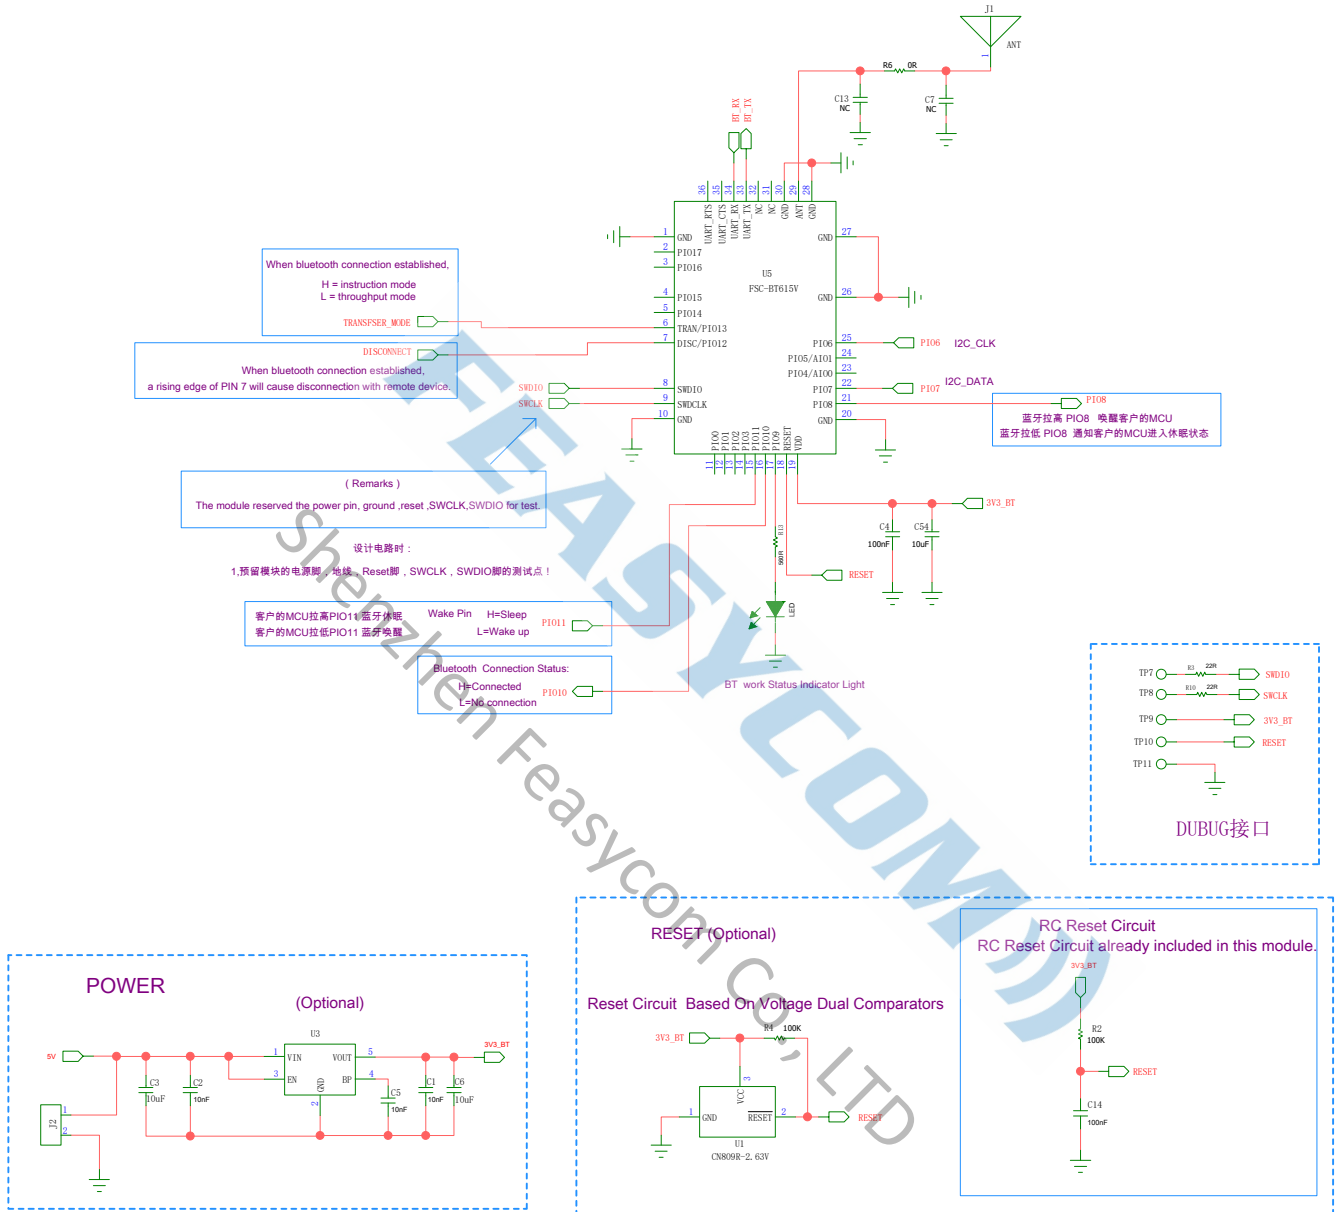 J1
ANT
1
R6 0R
C13
NC
C7
NC
BT_RX
BT_TX
36 35 34 33 32 31 30 29 28
UART_RTS
UART_CTS
UART_RX
UART_TX
NC
NC
GND
ANT
GND
U5
FSC-BT615V
1 GND
2 PIO17
3 PIO16
4 PIO15
5 PIO14
6 TRAN/PIO13
7 DISC/PIO12
8 SWDIO
9 SWDCLK
10 GND
GND 27
GND 26
PIO6 25
PIO5/AIO1 24
PIO4/AIO0 23
PIO7 22
PIO8 21
GND 20
PIO0
PIO1
PIO2
PIO3
PIO11
PIO10
PIO9
RESET
VDD
11 12 13 14 15 16 17 18 19
When bluetooth connection established,
H = instruction mode
L = throughput mode
TRANSFSER_MODE
DISCONNECT
When bluetooth connection established,
a rising edge of PIN 7 will cause disconnection with remote device.
SWDIO
SWCLK
PIO6 I2C_CLK
PIO7 I2C_DATA
PIO8
蓝牙拉高 PIO8 唤醒客户的MCU
蓝牙拉低 PIO8 通知客户的MCU进入休眠状态
( Remarks )
The module reserved the power pin, ground ,reset ,SWCLK,SWDIO for test.
设计电路时：
1,预留模块的电源脚，地线，Reset脚，SWCLK，SWDIO脚的测试点！
客户的MCU拉高PIO11 蓝牙休眠
客户的MCU拉低PIO11 蓝牙唤醒
Wake Pin H=Sleep
L=Wake up
PIO11
Bluetooth Connection Status:
H=Connected
L=No connection
PIO10
R13
560R
LED
BT work Status Indicator Light
RESET
3V3_BT
C4
100nF
C54
10uF
TP7 R3 22R SWDIO
TP8 R10 22R SWCLK
TP9 3V3_BT
TP10 RESET
TP11
DUBUG接口
FEASYCOM
Shenzhen Feasycom Co., LTD
POWER
(Optional)
5V
J2
1
2
C3
10uF
C2
10nF
U3
1 VIN
3 EN
VOUT 5
BP 4
GND
2
C5
10nF
C1
10nF
C6
10uF
3V3_BT
RESET (Optional)
Reset Circuit Based On Voltage Dual Comparators
3V3_BT
R4 100K
3
VCC
1 GND
RESET 2
RESET
U1
CN809R-2.63V
RC Reset Circuit
RC Reset Circuit already included in this module.
3V3_BT
R2
100K
RESET
C14
100nF